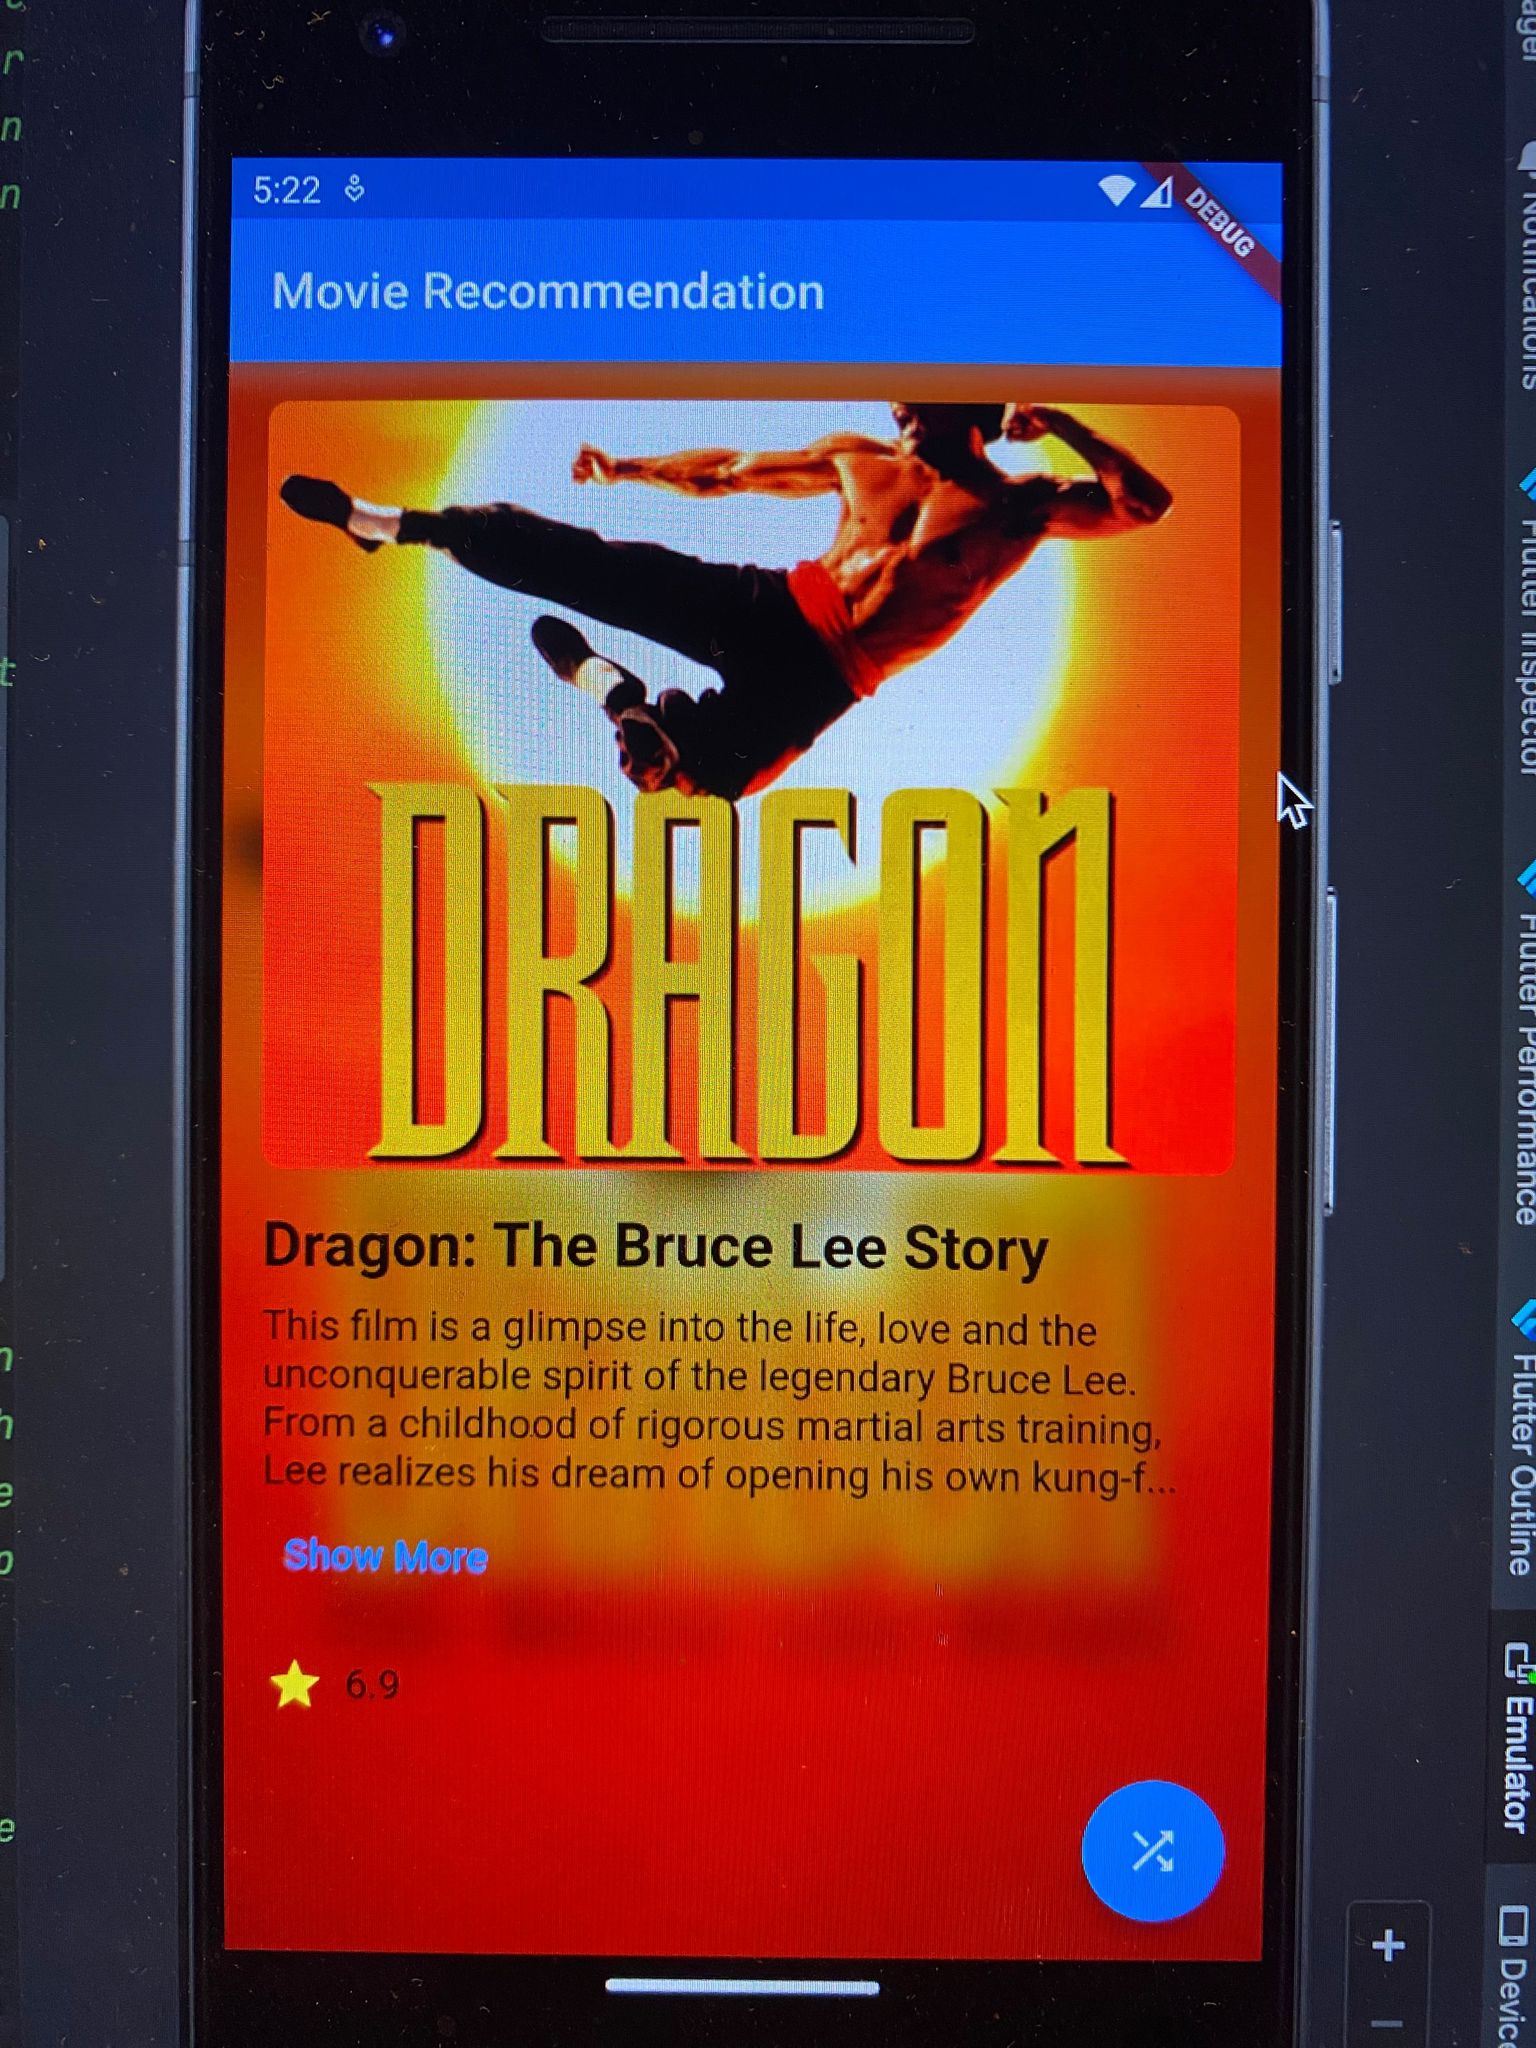 5:22
DEBUG
Movie Recommendation
DRAGON
Dragon: The Bruce Lee Story
This film is a glimpse into the life, love and the
unconquerable spirit of the legendary Bruce Lee.
From a childhood of rigorous martial arts training,
Lee realizes his dream of opening his own kung-f...
Show More
6.9
Notifications
Flutter Inspector
Flutter Performance
Flutter Outline
Emulator
+
−